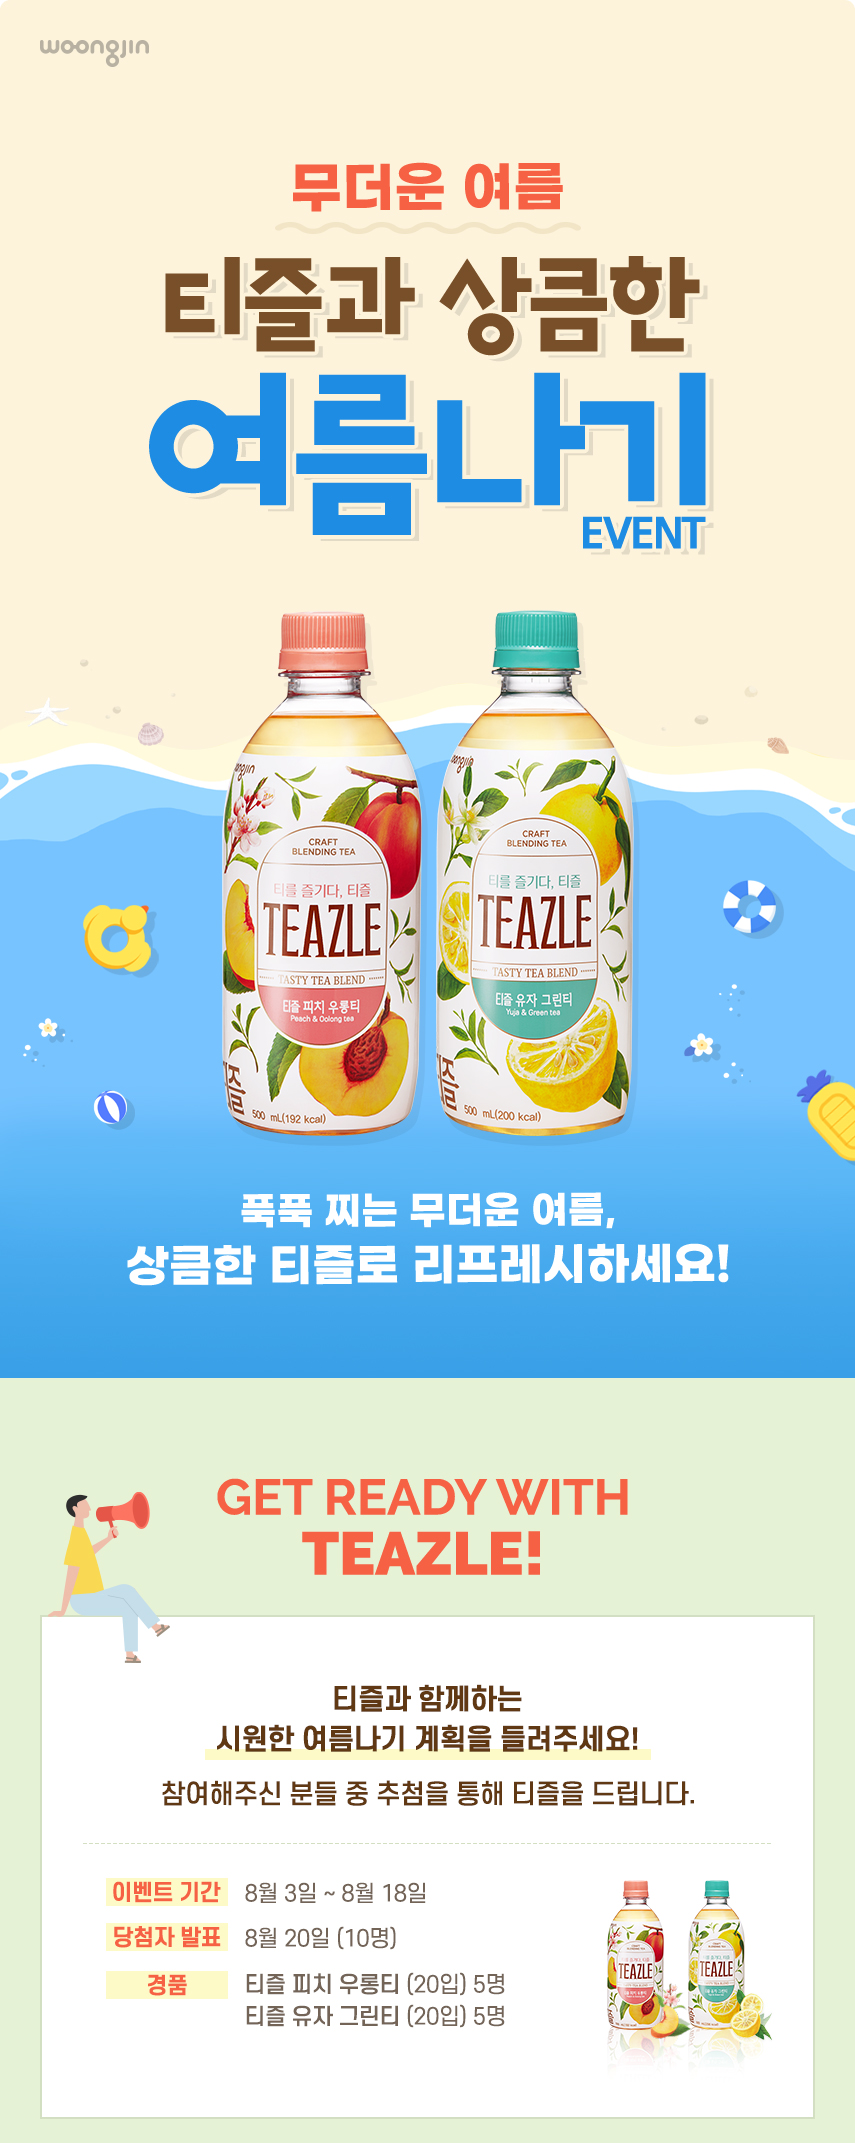 woongjin
무더운 여름
티즐과 상큼한
여름나기
EVENT
woongjin
CRAFT
BLENDING TEA
티를 즐기다, 티즐
TEAZLE
TASTY TEA BLEND
티즐 피치 우롱티
Peach & Oolong tea
500 mL(192 kcal)
woongjin
CRAFT
BLENDING TEA
티를 즐기다, 티즐
TEAZLE
TASTY TEA BLEND
티즐 유자 그린티
Yuja & Green tea
500 mL(200 kcal)
푹푹 찌는 무더운 여름,
상큼한 티즐로 리프레시하세요!
GET READY WITH
TEAZLE!
티즐과 함께하는
시원한 여름나기 계획을 들려주세요!
참여해주신 분들 중 추첨을 통해 티즐을 드립니다.
이벤트 기간 8월 3일 ~ 8월 18일
당첨자 발표 8월 20일 (10명)
경품 티즐 피치 우롱티 (20입) 5명
티즐 유자 그린티 (20입) 5명
TEAZLE
TEAZLE